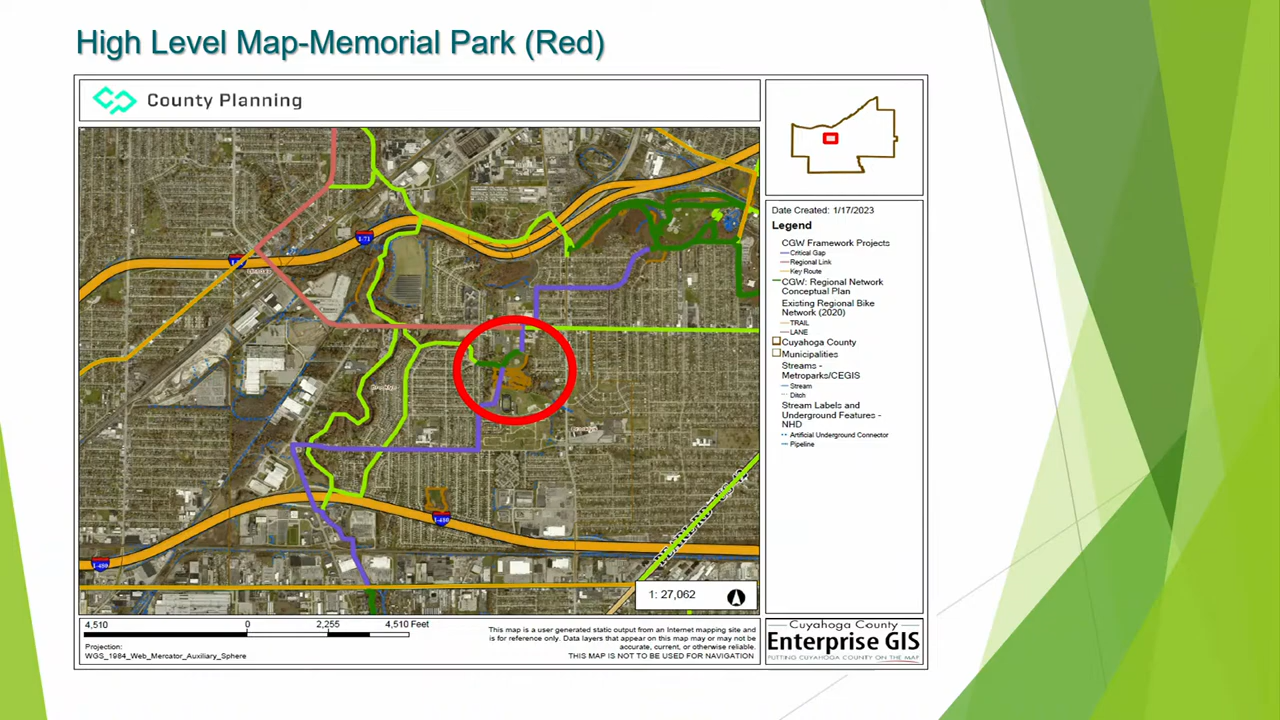 High Level Map-Memorial Park (Red)
County Planning
I-71
I-480
I-480
1: 27,062
4,510
0
2,255
4,510 Feet
Projection:
WGS_1984_Web_Mercator_Auxiliary_Sphere
This map is a user generated static output from an Internet mapping site and
is for reference only. Data layers that appear on this map may or may not be
accurate, current, or otherwise reliable.
THIS MAP IS NOT TO BE USED FOR NAVIGATION
Date Created: 1/17/2023
Legend
CGW Framework Projects
Critical Gap
Regional Link
Key Route
CGW: Regional Network
Conceptual Plan
Existing Regional Bike
Network (2020)
TRAIL
LANE
Cuyahoga County
Municipalities
Streams -
Metroparks/CEGIS
Stream
Ditch
Stream Labels and
Underground Features -
NHD
Artificial Underground Connector
Pipeline
Cuyahoga County
Enterprise GIS
PUTTING CUYAHOGA COUNTY ON THE MAP